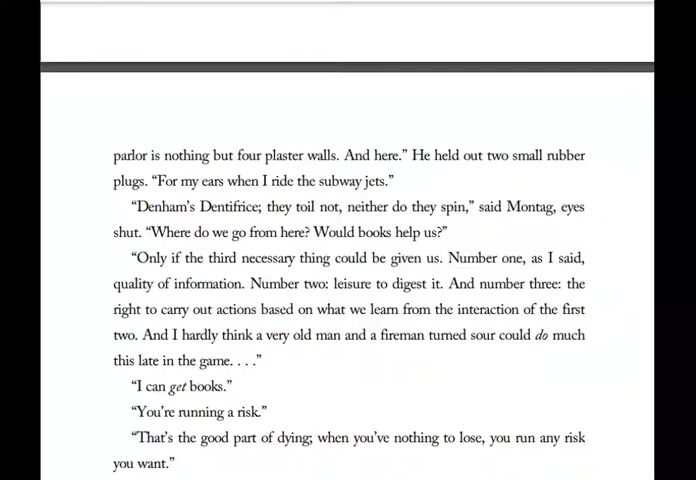 parlor is nothing but four plaster walls. And here.” He held out two small rubber
plugs. “For my ears when I ride the subway jets.”
“Denham’s Dentifrice; they toil not, neither do they spin,” said Montag, eyes
shut. “Where do we go from here? Would books help us?”
“Only if the third necessary thing could be given us. Number one, as I said,
quality of information. Number two: leisure to digest it. And number three: the
right to carry out actions based on what we learn from the interaction of the first
two. And I hardly think a very old man and a fireman turned sour could do much
this late in the game. . . .”
“I can get books.”
“You’re running a risk.”
“That’s the good part of dying; when you’ve nothing to lose, you run any risk
you want.”